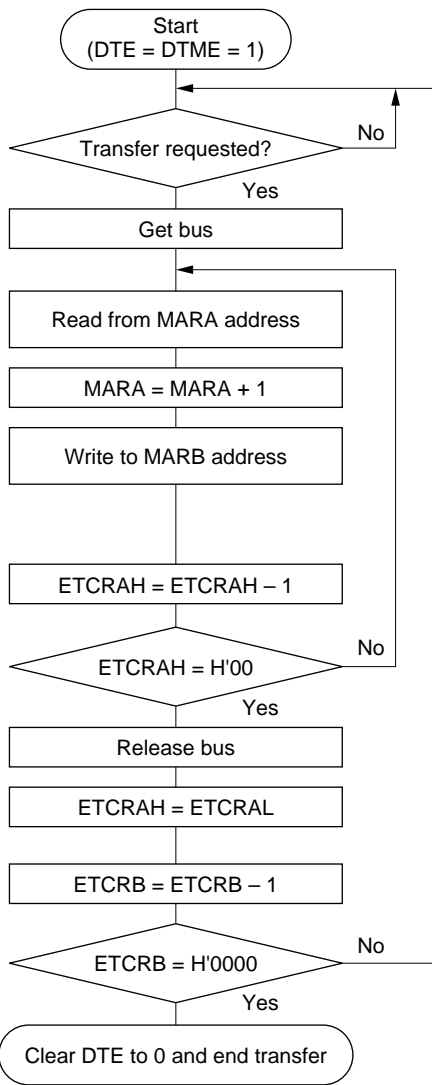 Start
(DTE = DTME = 1)
Transfer requested?
No
Yes
Get bus
Read from MARA address
MARA = MARA + 1
Write to MARB address
ETCRAH = ETCRAH – 1
ETCRAH = H'00
No
Yes
Release bus
ETCRAH = ETCRAL
ETCRB = ETCRB – 1
ETCRB = H'0000
No
Yes
Clear DTE to 0 and end transfer